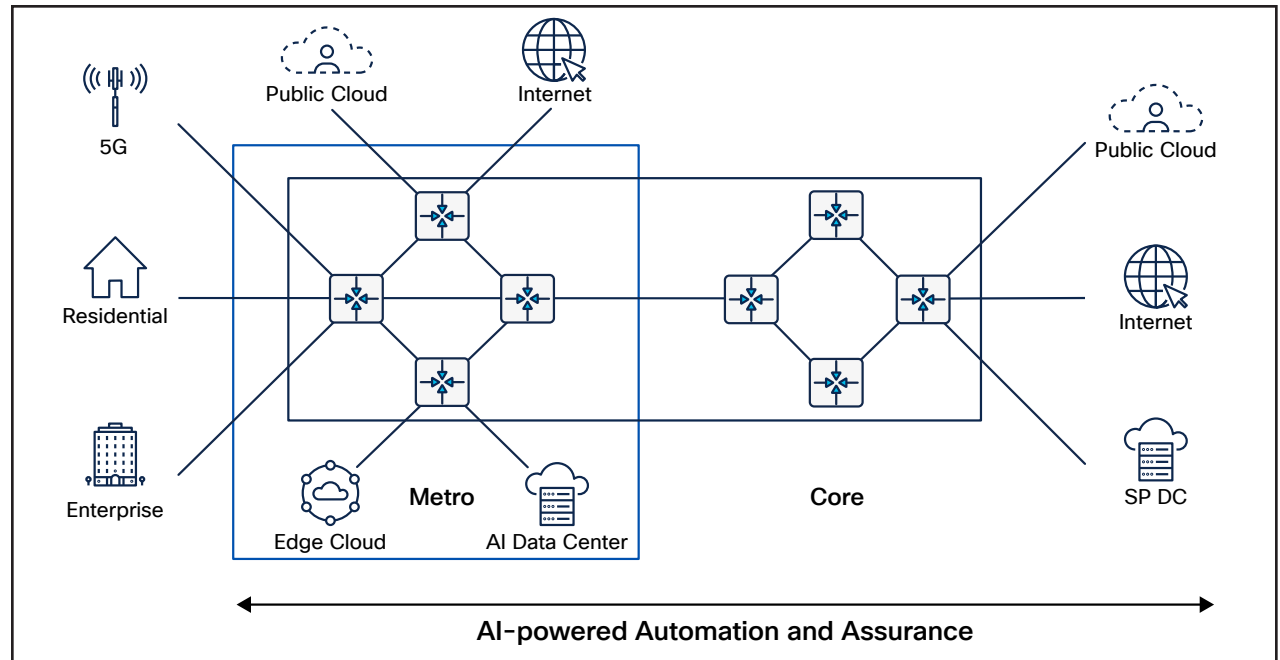 Public Cloud
Internet
5G
Public Cloud
Residential
Internet
Enterprise
Metro
Core
SP DC
Edge Cloud
AI Data Center
AI-powered Automation and Assurance